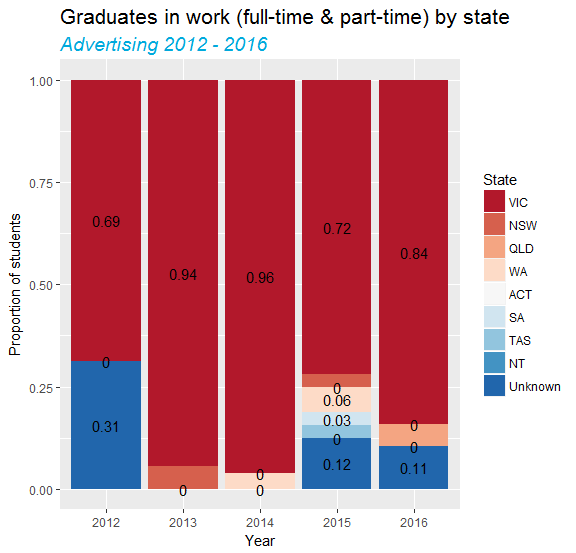 Graduates in work (full-time & part-time) by state
Advertising 2012 - 2016
Proportion of students
1.00
0.75
0.50
0.25
0.00
0.69
0
0.31
0.94
0
0.96
0
0
0.72
0
0.06
0.03
0
0.12
0.84
0
0.11
2012 2013 2014 2015 2016
Year
State
VIC
NSW
QLD
WA
ACT
SA
TAS
NT
Unknown